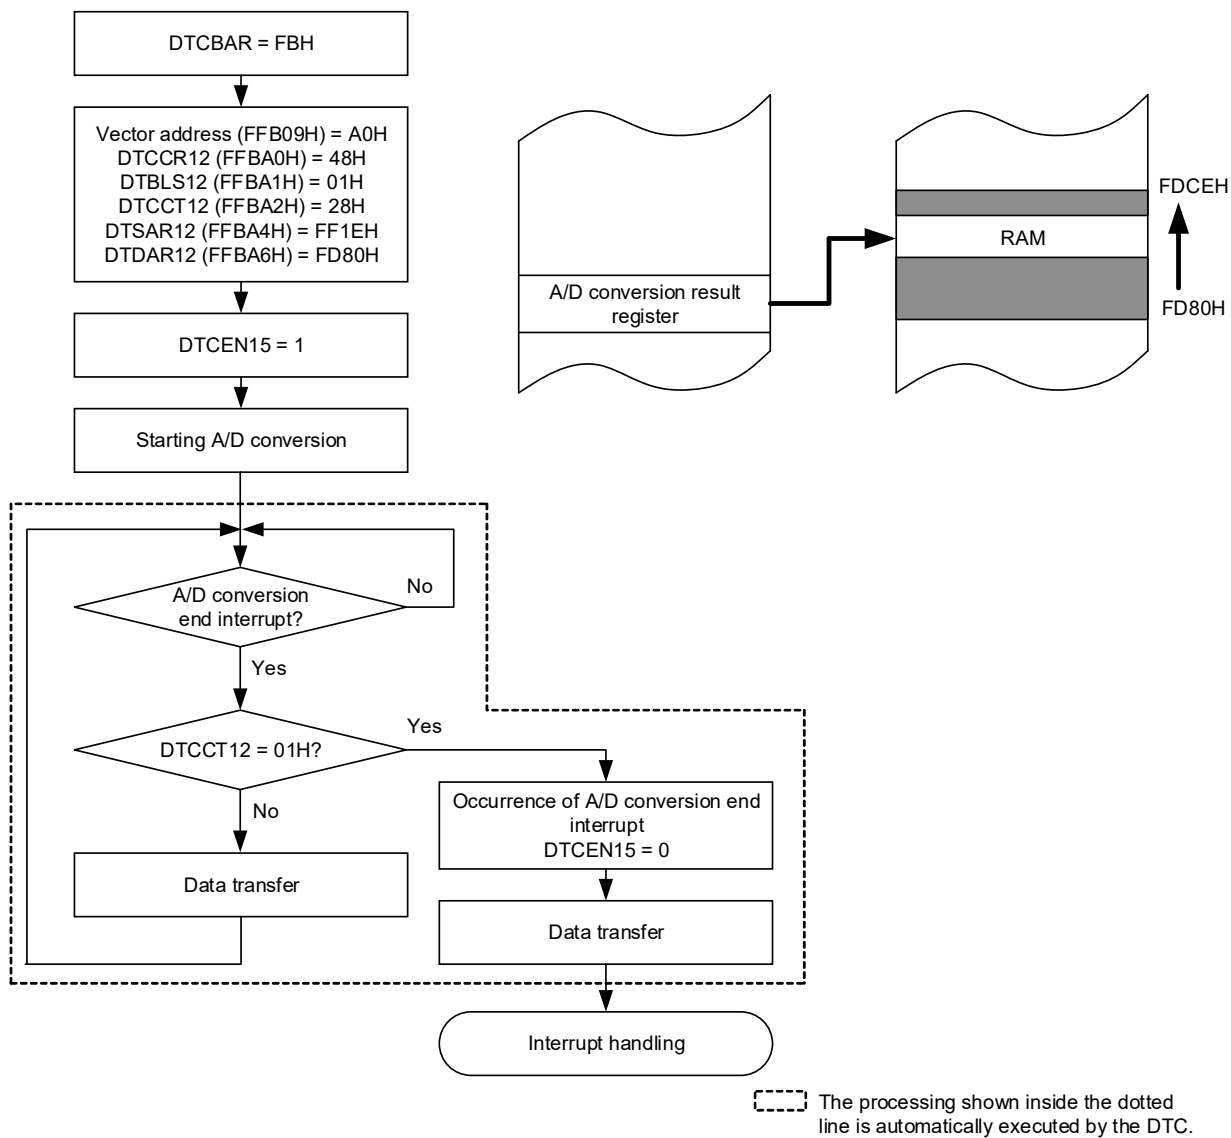 DTCBAR = FBH
Vector address (FFB09H) = A0H
DTCCR12 (FFBA0H) = 48H
DTBLS12 (FFBA1H) = 01H
DTCCT12 (FFBA2H) = 28H
DTSAR12 (FFBA4H) = FF1EH
DTDAR12 (FFBA6H) = FD80H
DTCEN15 = 1
Starting A/D conversion
A/D conversion
end interrupt?
No
Yes
DTCCT12 = 01H?
Yes
No
Data transfer
Occurrence of A/D conversion end
interrupt
DTCEN15 = 0
Data transfer
Interrupt handling
A/D conversion result
register
RAM
FDCEH
FD80H
The processing shown inside the dotted
line is automatically executed by the DTC.